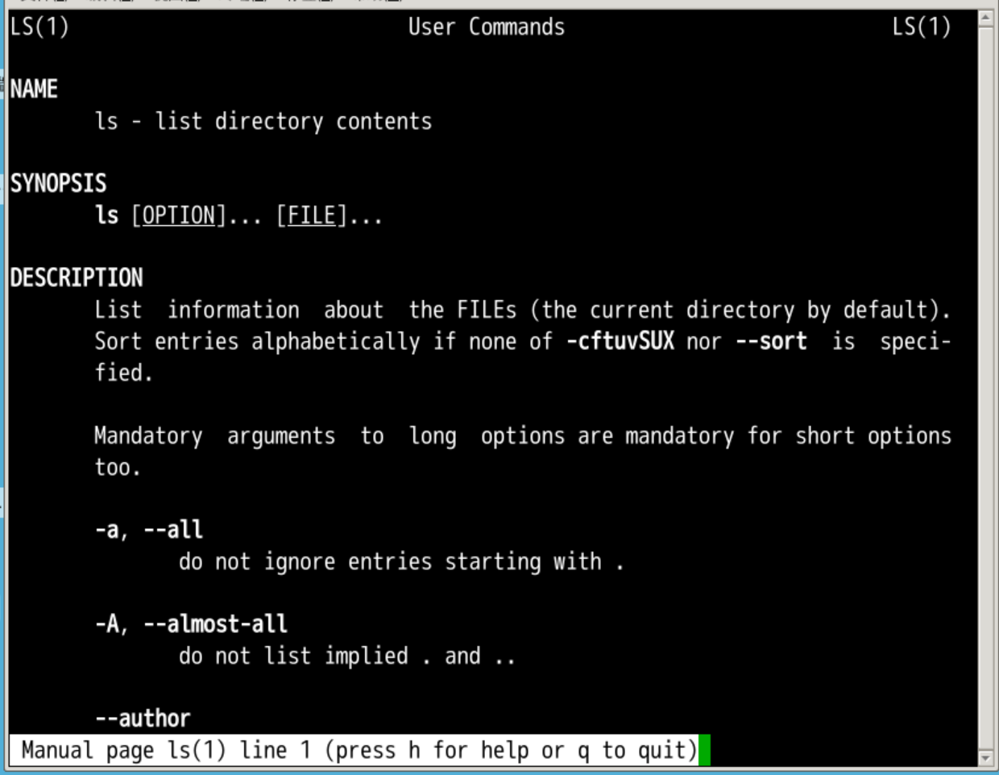 LS(1) User Commands LS(1)
NAME
ls - list directory contents
SYNOPSIS
ls [OPTION]... [FILE]...
DESCRIPTION
List information about the FILEs (the current directory by default).
Sort entries alphabetically if none of -cftuvSUX nor --sort is speci-
fied.
Mandatory arguments to long options are mandatory for short options
too.
-a, --all
do not ignore entries starting with .
-A, --almost-all
do not list implied . and ..
--author
Manual page ls(1) line 1 (press h for help or q to quit)